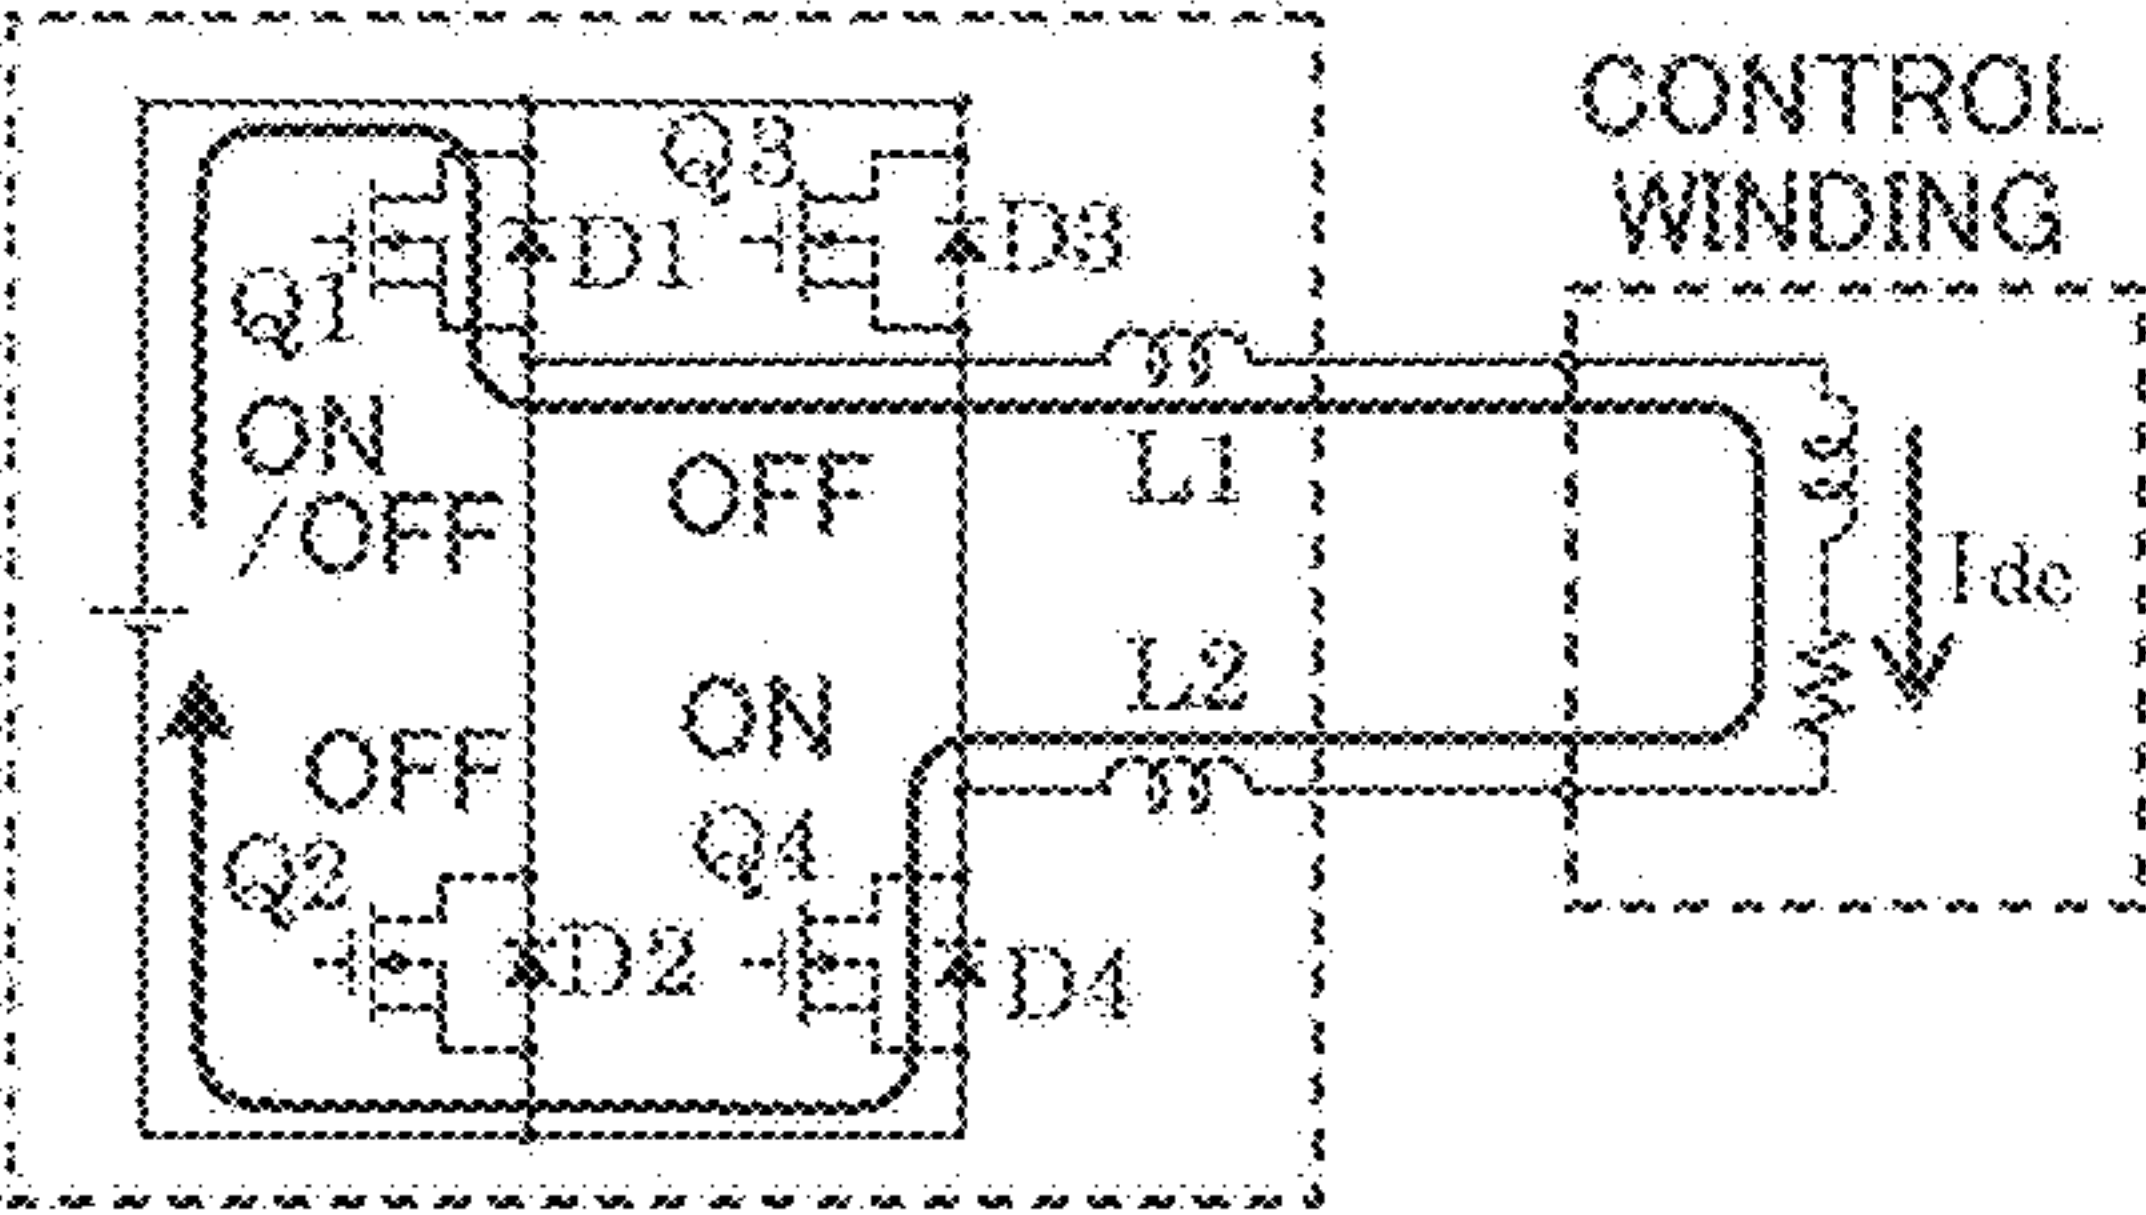 CONTROL
WINDING
Q3
D1
D3
Q1
ON
/OFF
OFF
L1
Idc
L2
ON
OFF
Q4
Q2
D2
D4